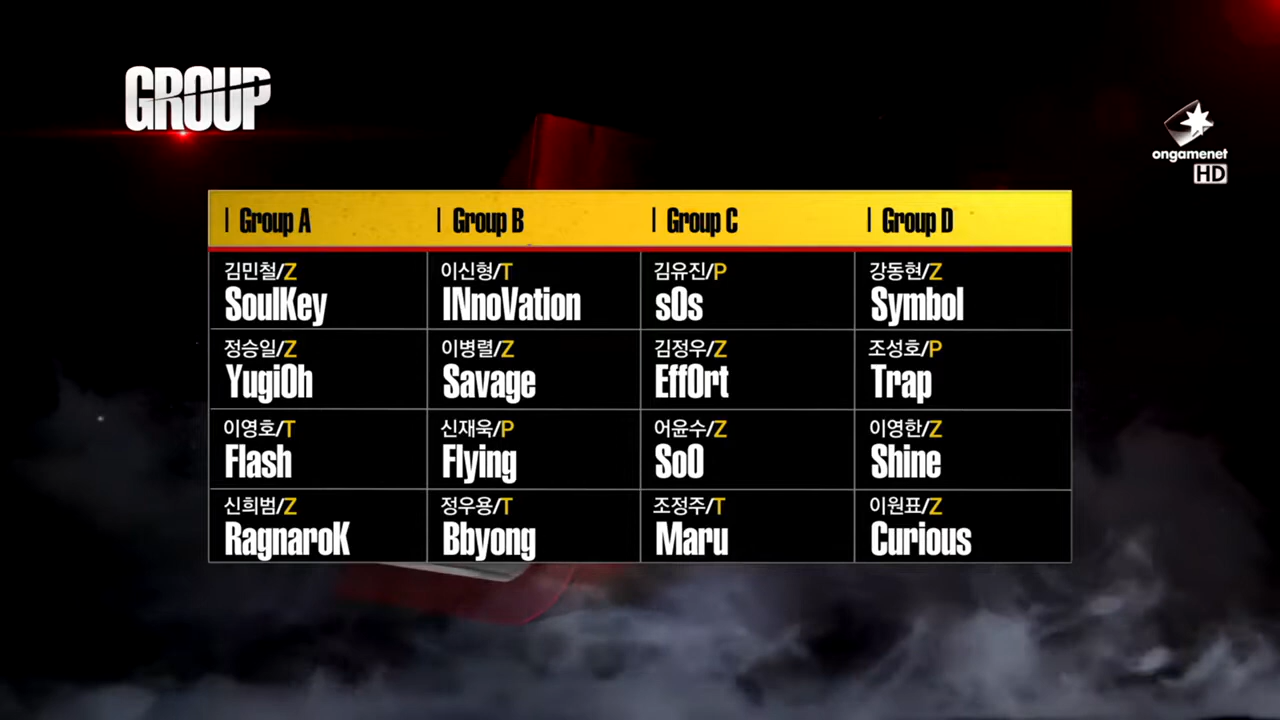 GROUP
ongamenet
HD
Group A
Group B
Group C
Group D
김민철/Z
SoulKey
이신형/T
INnoVation
김유진/P
sOs
강동현/Z
Symbol
정승일/Z
YugiOh
이병렬/Z
Savage
김정우/Z
EffOrt
조성호/P
Trap
이영호/T
Flash
신재욱/P
Flying
어윤수/Z
SoO
이영한/Z
Shine
신희범/Z
RagnaroK
정우용/T
Bbyong
조정주/T
Maru
이원표/Z
Curious